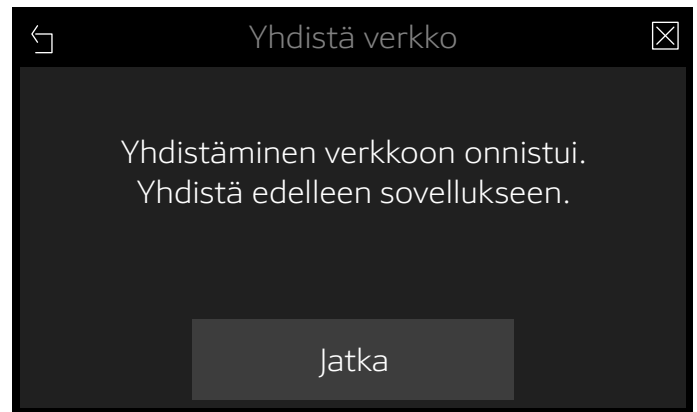 Yhdistä verkko
Yhdistäminen verkkoon onnistui.
Yhdistä edelleen sovellukseen.
Jatka